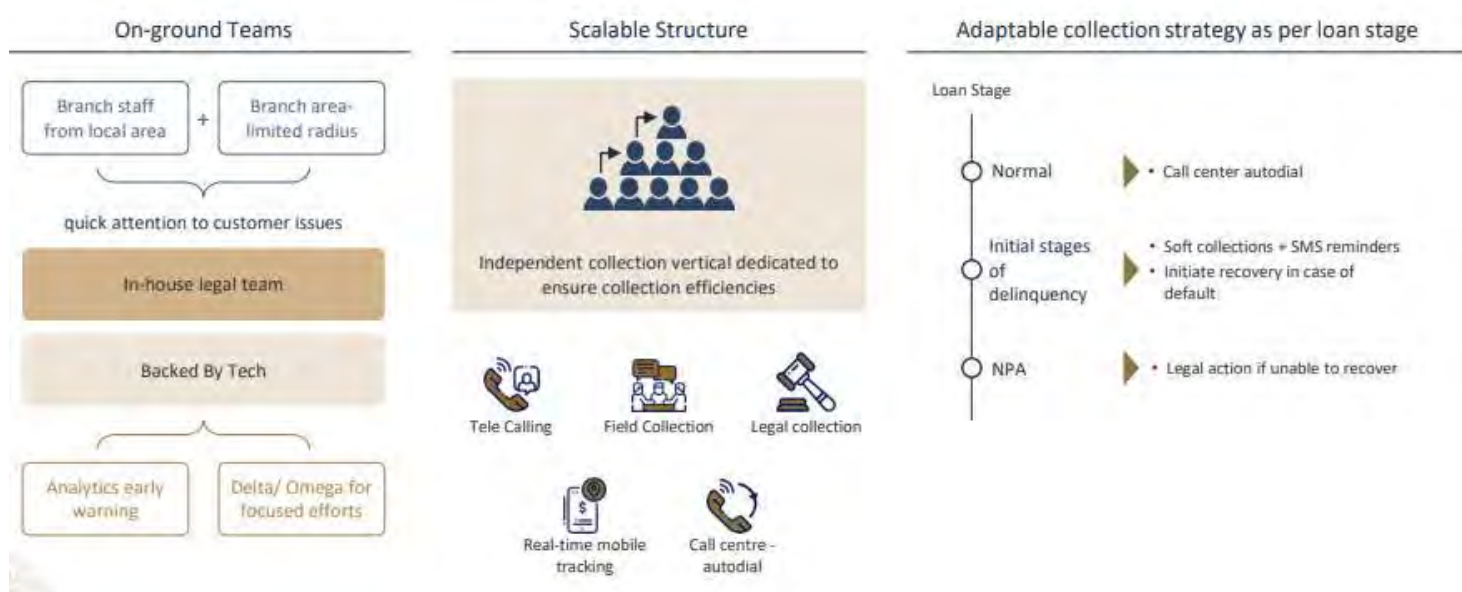 On-ground Teams
Branch staff
from local area
+
Branch area-
limited radius
quick attention to customer issues
In-house legal team
Backed By Tech
Analytics early
warning
Delta/ Omega for
focused efforts
Scalable Structure
Independent collection vertical dedicated to
ensure collection efficiencies
Tele Calling
Field Collection
Legal collection
$
Real-time mobile
tracking
Call centre -
autodial
Adaptable collection strategy as per loan stage
Loan Stage
Normal
• Call center autodial
Initial stages
of
delinquency
• Soft collections + SMS reminders
• Initiate recovery in case of
default
NPA
• Legal action if unable to recover